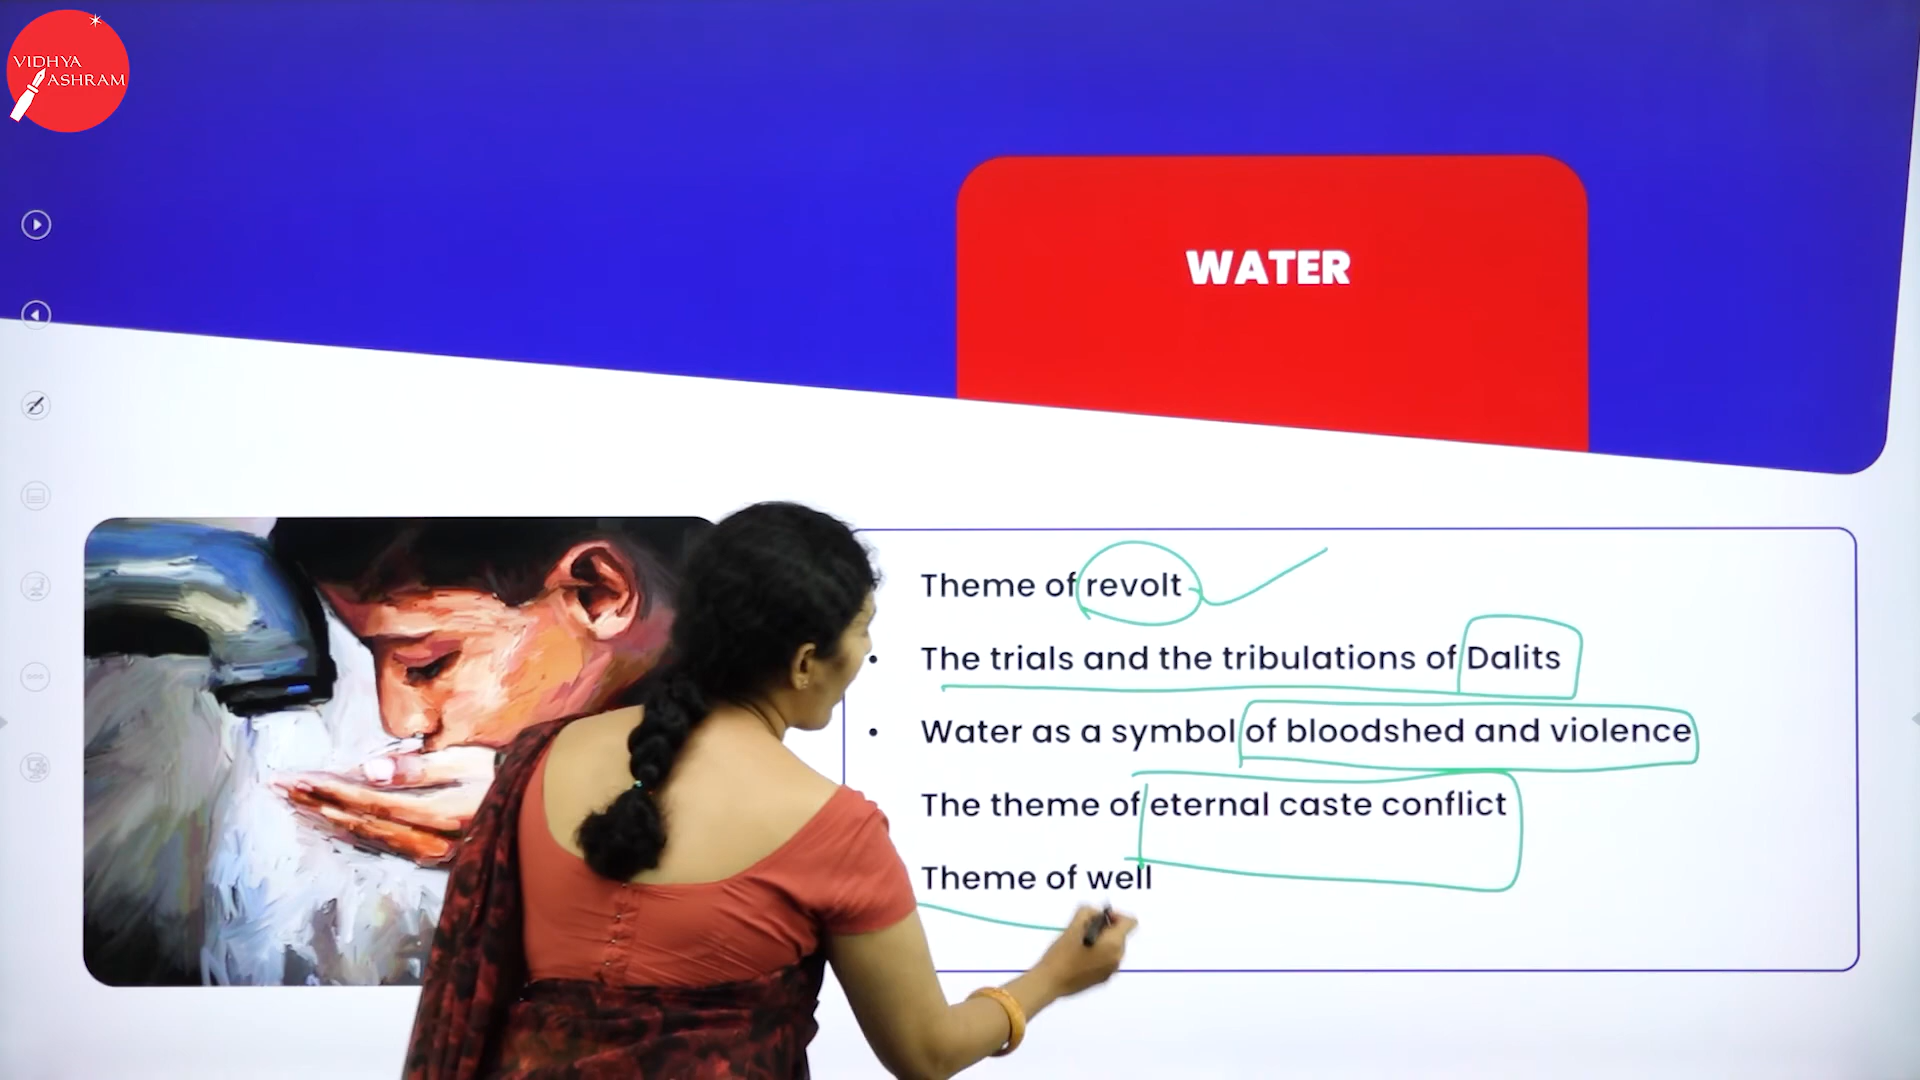 VIDHYA
ASHRAM
WATER
Theme of revolt
• The trials and the tribulations of Dalits
• Water as a symbol of bloodshed and violence
The theme of eternal caste conflict
Theme of well